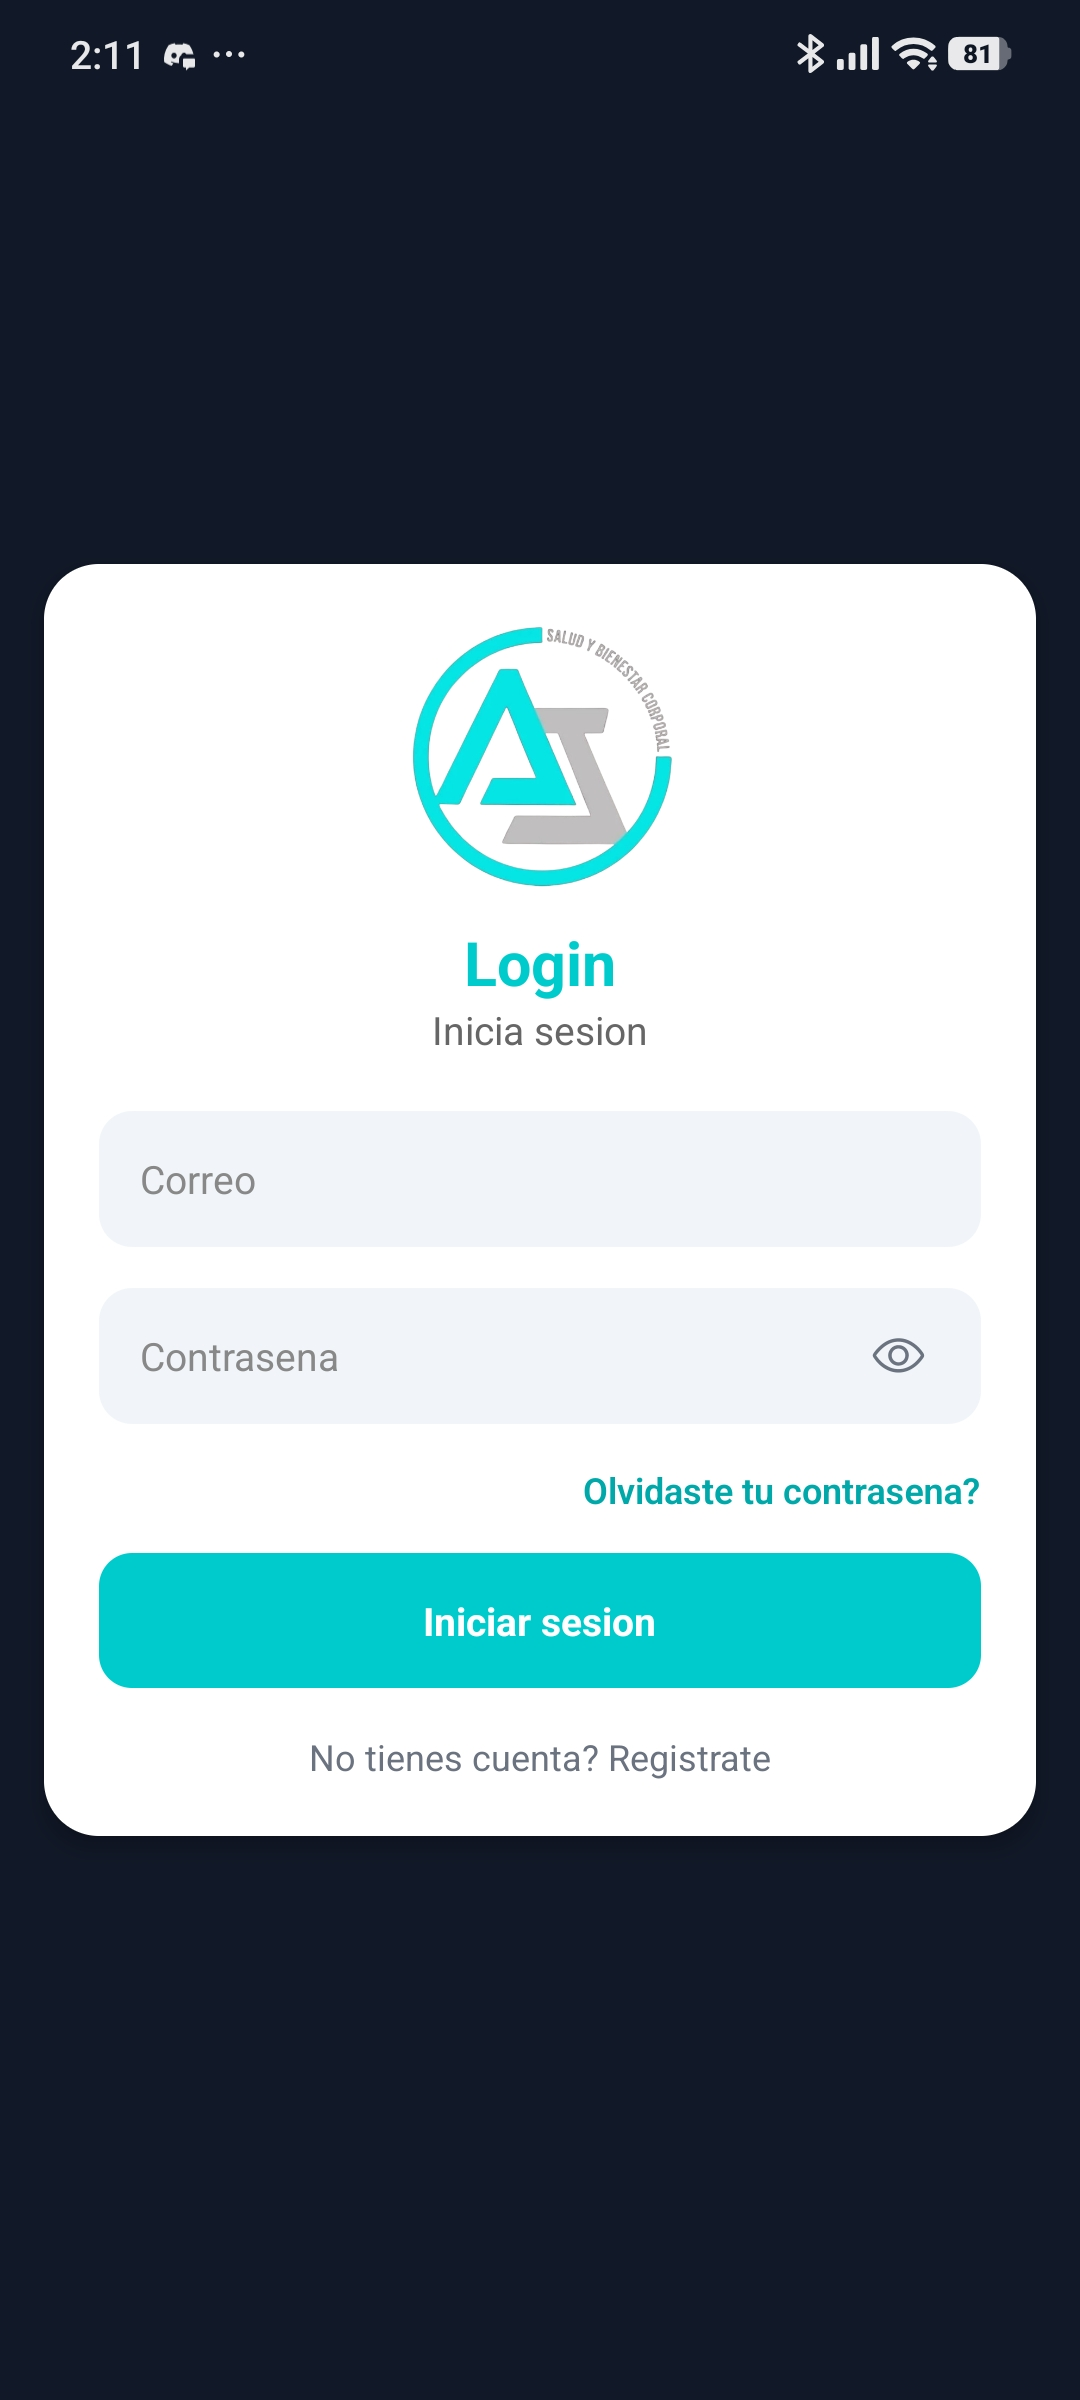 2:11
81
SALUD Y BIENESTAR CORPORAL
Login
Inicia sesion
Correo
Contrasena
Olvidaste tu contrasena?
Iniciar sesion
No tienes cuenta? Registrate